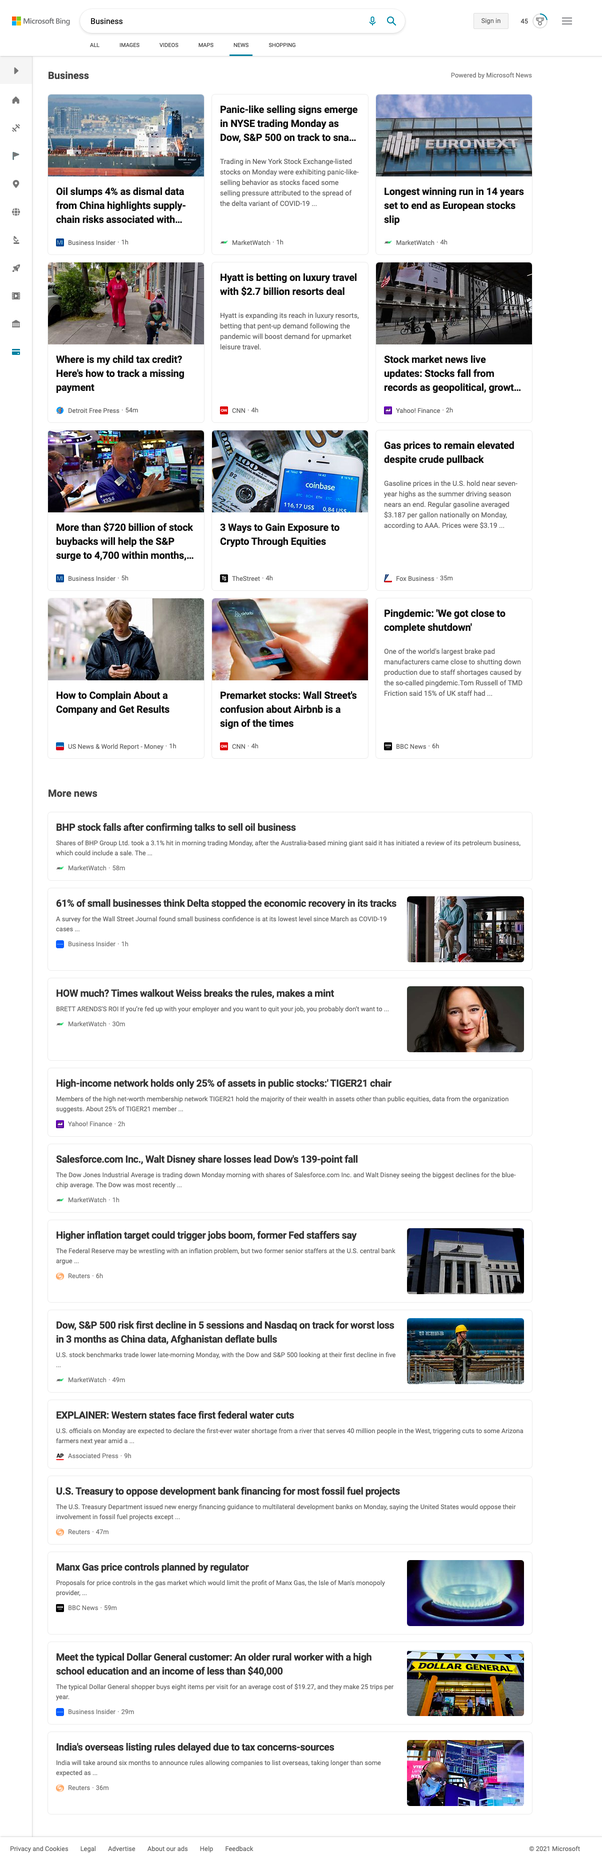 Microsoft Bing
Business
Sign in
45
ALL IMAGES VIDEOS MAPS NEWS SHOPPING
Business
Powered by Microsoft News
Oil slumps 4% as dismal data
from China highlights supply-
chain risks associated with...
Business Insider · 1h
Panic-like selling signs emerge
in NYSE trading Monday as
Dow, S&P 500 on track to sna...
Trading in New York Stock Exchange-listed
stocks on Monday were exhibiting panic-like-
selling behavior as stocks faced some
selling pressure attributed to the spread of
the delta variant of COVID-19 ...
MarketWatch · 1h
EURONEXT
Longest winning run in 14 years
set to end as European stocks
slip
MarketWatch · 4h
Where is my child tax credit?
Here's how to track a missing
payment
Detroit Free Press · 54m
Hyatt is betting on luxury travel
with $2.7 billion resorts deal
Hyatt is expanding its reach in luxury resorts,
betting that pent-up demand following the
pandemic will boost demand for upmarket
leisure travel.
CNN · 4h
Stock market news live
updates: Stocks fall from
records as geopolitical, growt...
Yahoo! Finance · 2h
More than $720 billion of stock
buybacks will help the S&P
surge to 4,700 within months,...
Business Insider · 5h
coinbase
116.17 USD 0.84 US$
3 Ways to Gain Exposure to
Crypto Through Equities
TheStreet · 4h
Gas prices to remain elevated
despite crude pullback
Gasoline prices in the U.S. hold near seven-
year highs as the summer driving season
nears an end. Regular gasoline averaged
$3.187 per gallon nationally on Monday,
according to AAA. Prices were $3.19 ...
Fox Business · 35m
How to Complain About a
Company and Get Results
US News & World Report - Money · 1h
Premarket stocks: Wall Street's
confusion about Airbnb is a
sign of the times
CNN · 4h
Pingdemic: 'We got close to
complete shutdown'
One of the world's largest brake pad
manufacturers came close to shutting down
production due to staff shortages caused by
the so-called pingdemic.Tom Russell of TMD
Friction said 15% of UK staff had ...
BBC News · 6h
More news
BHP stock falls after confirming talks to sell oil business
Shares of BHP Group Ltd. took a 3.1% hit in morning trading Monday, after the Australia-based mining giant said it has initiated a review of its petroleum business,
which could include a sale. The ...
MarketWatch · 58m
61% of small businesses think Delta stopped the economic recovery in its tracks
A survey for the Wall Street Journal found small business confidence is at its lowest level since March as COVID-19
cases ...
Business Insider · 1h
HOW much? Times walkout Weiss breaks the rules, makes a mint
BRETT ARENDS'S ROI If you're fed up with your employer and you want to quit your job, you probably don't want to ...
MarketWatch · 30m
High-income network holds only 25% of assets in public stocks:' TIGER21 chair
Members of the high net-worth membership network TIGER21 hold the majority of their wealth in assets other than public equities, data from the organization
suggests. About 25% of TIGER21 member ...
Yahoo! Finance · 2h
Salesforce.com Inc., Walt Disney share losses lead Dow's 139-point fall
The Dow Jones Industrial Average is trading down Monday morning with shares of Salesforce.com Inc. and Walt Disney seeing the biggest declines for the blue-
chip average. The Dow was most recently ...
MarketWatch · 1h
Higher inflation target could trigger jobs boom, former Fed staffers say
The Federal Reserve may be wrestling with an inflation problem, but two former senior staffers at the U.S. central bank
argue ...
Reuters · 6h
Dow, S&P 500 risk first decline in 5 sessions and Nasdaq on track for worst loss
in 3 months as China data, Afghanistan deflate bulls
U.S. stock benchmarks trade lower late-morning Monday, with the Dow and S&P 500 looking at their first decline in five
...
MarketWatch · 49m
EXPLAINER: Western states face first federal water cuts
U.S. officials on Monday are expected to declare the first-ever water shortage from a river that serves 40 million people in the West, triggering cuts to some Arizona
farmers next year amid a ...
AP Associated Press · 9h
U.S. Treasury to oppose development bank financing for most fossil fuel projects
The U.S. Treasury Department issued new energy financing guidance to multilateral development banks on Monday, saying the United States would oppose their
involvement in fossil fuel projects except ...
Reuters · 47m
Manx Gas price controls planned by regulator
Proposals for price controls in the gas market which would limit the profit of Manx Gas, the Isle of Man's monopoly
provider, ...
BBC News · 59m
Meet the typical Dollar General customer: An older rural worker with a high
school education and an income of less than $40,000
The typical Dollar General shopper buys eight items per visit for an average cost of $19.27, and they make 25 trips per
year.
Business Insider · 29m
DOLLAR GENERAL
India's overseas listing rules delayed due to tax concerns-sources
India will take around six months to announce rules allowing companies to list overseas, taking longer than some
expected as ...
Reuters · 36m
Privacy and Cookies Legal Advertise About our ads Help Feedback
© 2021 Microsoft